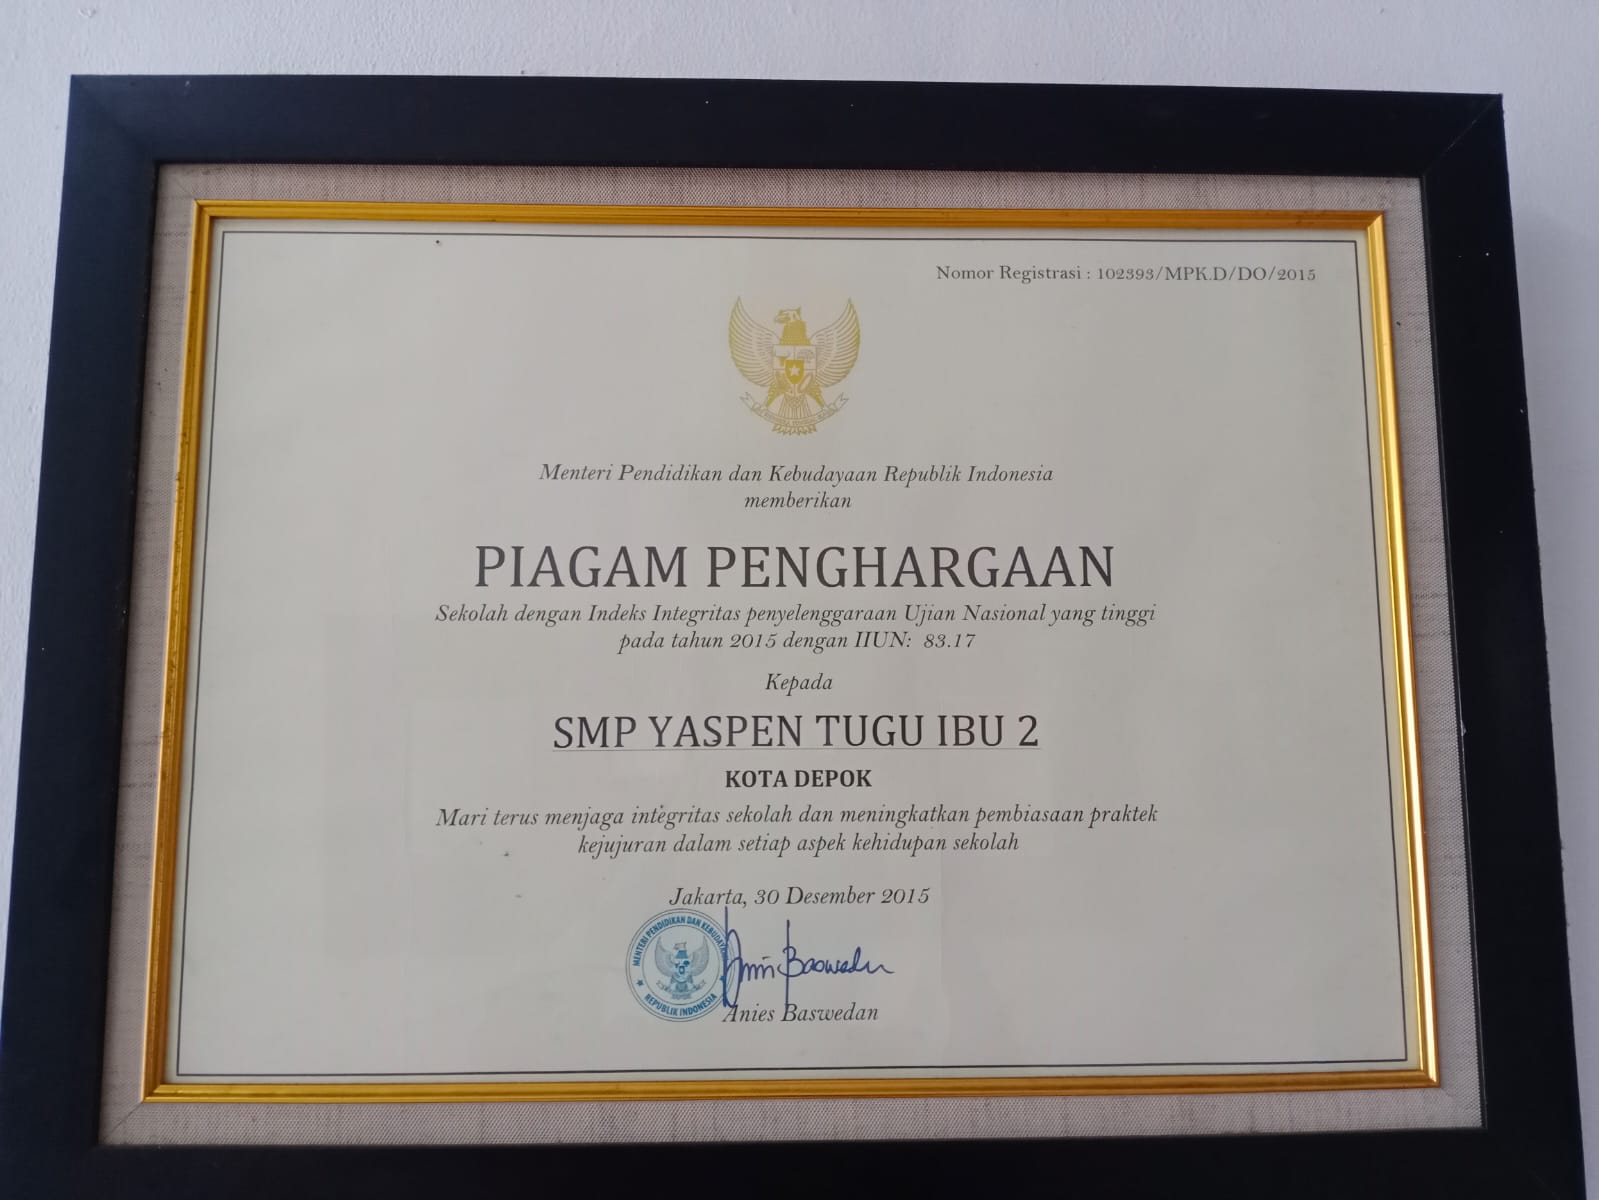 Nomor Registrasi : 102393/MPK.D/DO/2015
Menteri Pendidikan dan Kebudayaan Republik Indonesia
memberikan
PIAGAM PENGHARGAAN
Sekolah dengan Indeks Integritas penyelenggaraan Ujian Nasional yang tinggi
pada tahun 2015 dengan IIUN: 83.17
Kepada
SMP YASPEN TUGU IBU 2
KOTA DEPOK
Mari terus menjaga integritas sekolah dan meningkatkan pembiasaan praktek
kejujuran dalam setiap aspek kehidupan sekolah
Jakarta, 30 Desember 2015
MENTERI PENDIDIKAN DAN KEBUDAYAAN
REPUBLIK INDONESIA
Anies Baswedan
Anies Baswedan